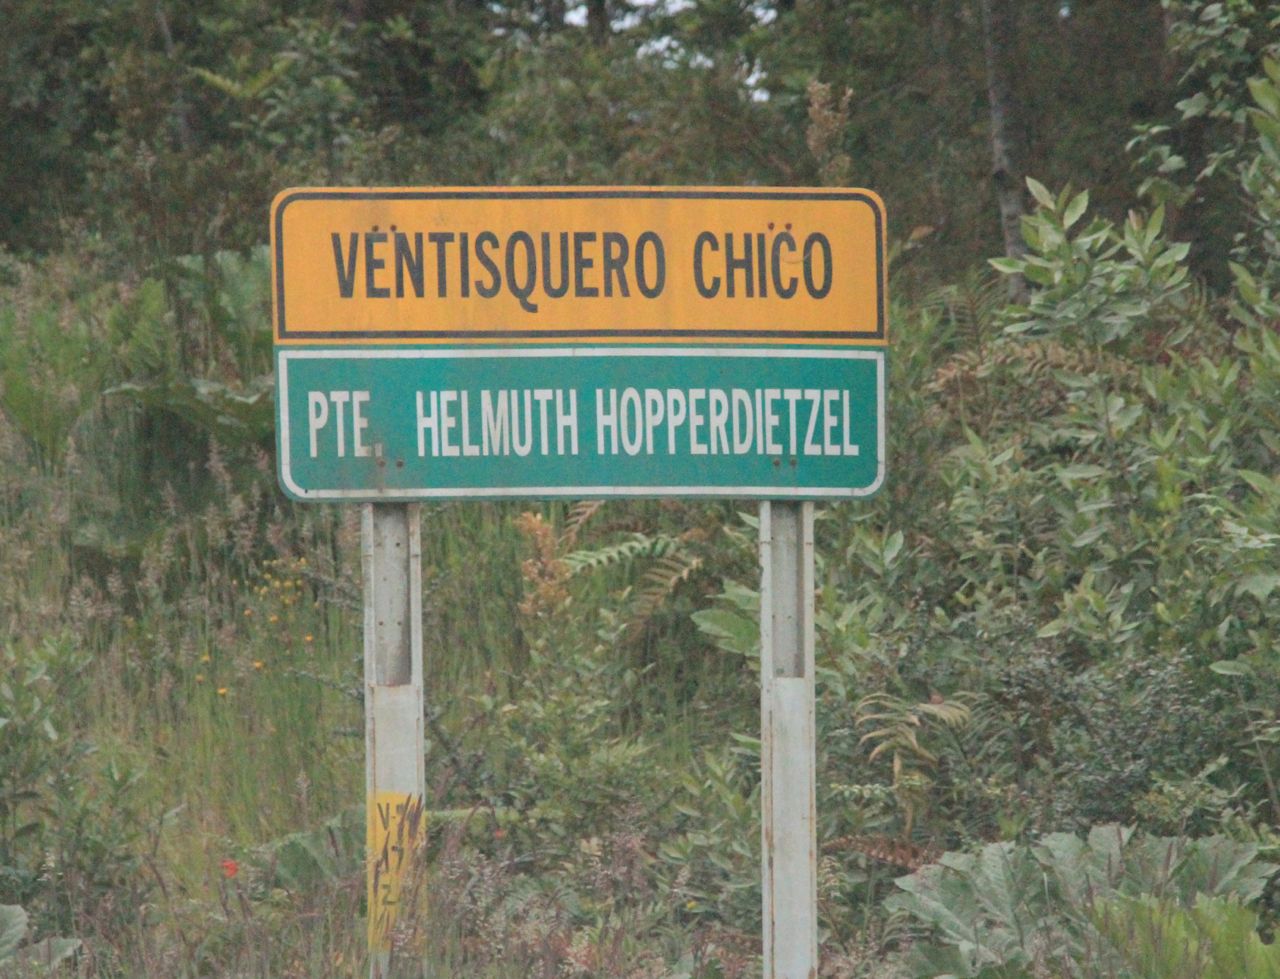 VENTISQUERO CHICO
PTE. HELMUTH HOPPERDIETZEL